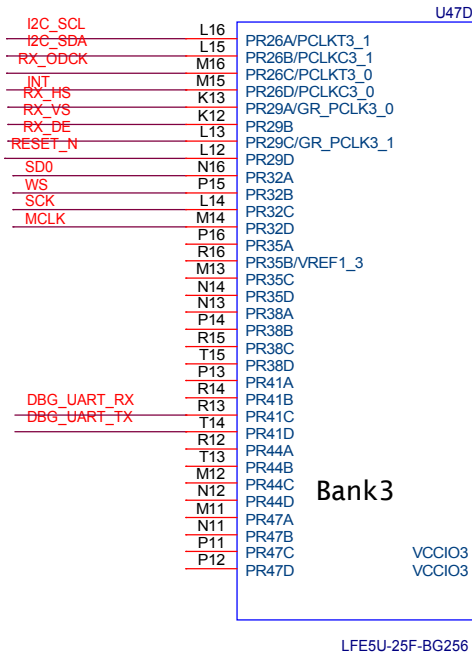 U47D
I2C_SCL L16 PR26A/PCLKT3_1
I2C_SDA L15 PR26B/PCLKC3_1
RX_ODCK M16 PR26C/PCLKT3_0
INT M15 PR26D/PCLKC3_0
RX_HS K13 PR29A/GR_PCLK3_0
RX_VS K12 PR29B
RX_DE L13 PR29C/GR_PCLK3_1
RESET_N L12 PR29D
SD0 N16 PR32A
WS P15 PR32B
SCK L14 PR32C
MCLK M14 PR32D
P16 PR35A
R16 PR35B/VREF1_3
M13 PR35C
N14 PR35D
N13 PR38A
P14 PR38B
R15 PR38C
T15 PR38D
P13 PR41A
R14 PR41B
DBG_UART_RX R13 PR41C
DBG_UART_TX T14 PR41D
R12 PR44A
T13 PR44B
M12 PR44C
N12 PR44D
Bank3
M11 PR47A
N11 PR47B
P11 PR47C VCCIO3
P12 PR47D VCCIO3
LFE5U-25F-BG256